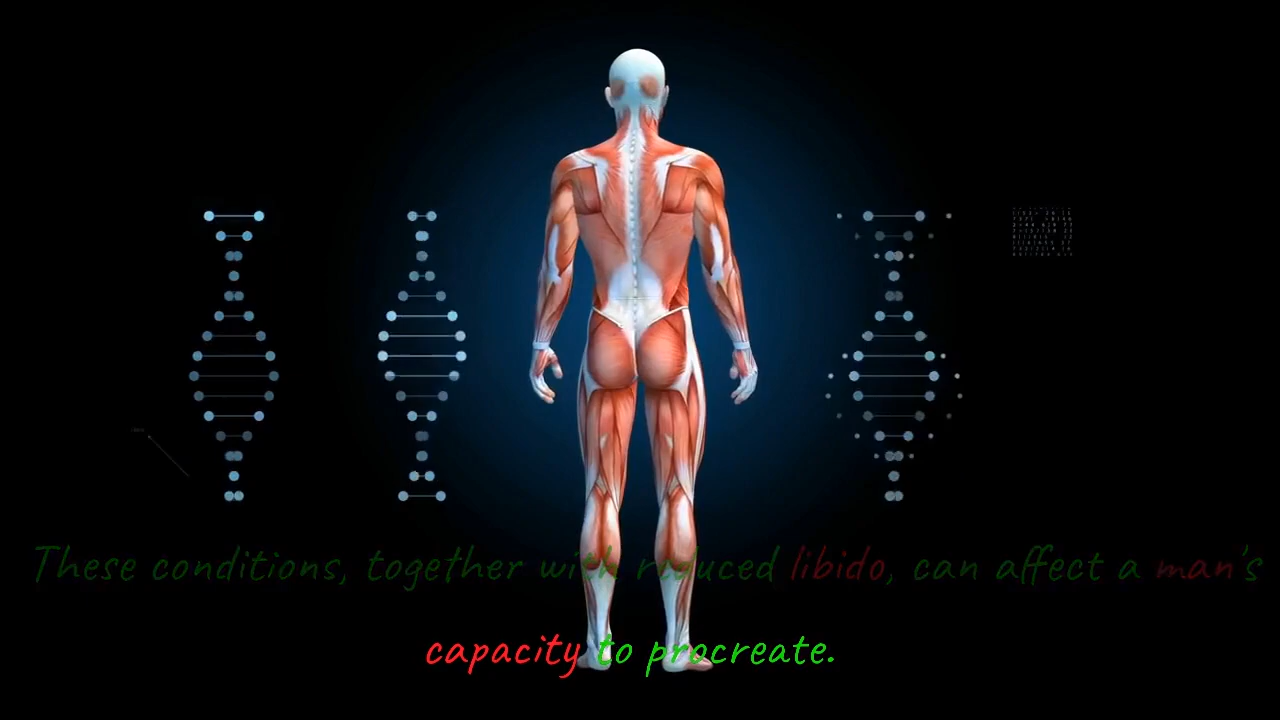 These conditions, together with reduced libido, can affect a man's
capacity to procreate.